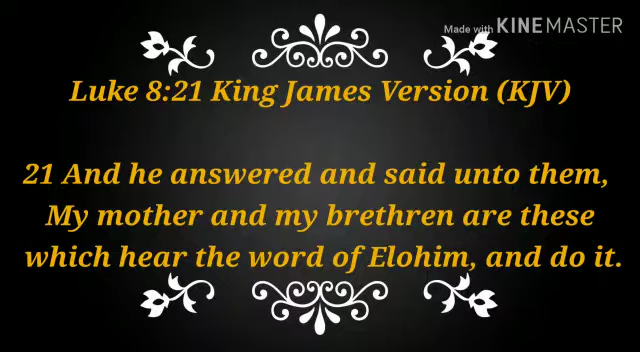 Made with KINEMASTER
Luke 8:21 King James Version (KJV)
21 And he answered and said unto them,
My mother and my brethren are these
which hear the word of Elohim, and do it.